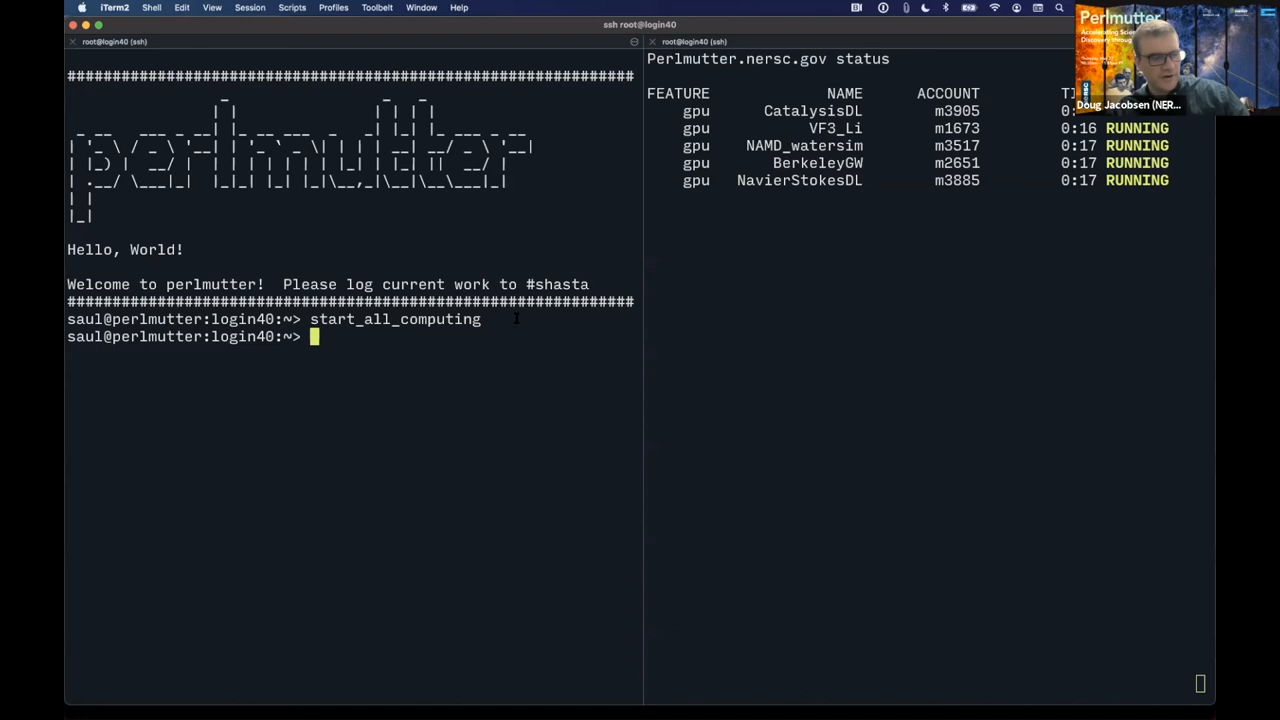 iTerm2 Shell Edit View Session Scripts Profiles Toolbelt Window Help
ssh root@login40
root@login40 (ssh)
root@login40 (ssh)
################################################################
perlmutter
Hello, World!
Welcome to perlmutter!  Please log current work to #shasta
################################################################
saul@perlmutter:login40:~> start_all_computing
saul@perlmutter:login40:~>
Perlmutter.nersc.gov status
FEATURE NAME ACCOUNT
gpu CatalysisDL m3905
gpu VF3_Li m1673 0:16 RUNNING
gpu NAMD_watersim m3517 0:17 RUNNING
gpu BerkeleyGW m2651 0:17 RUNNING
gpu NavierStokesDL m3885 0:17 RUNNING
Perlmutter
Doug Jacobsen (NER...